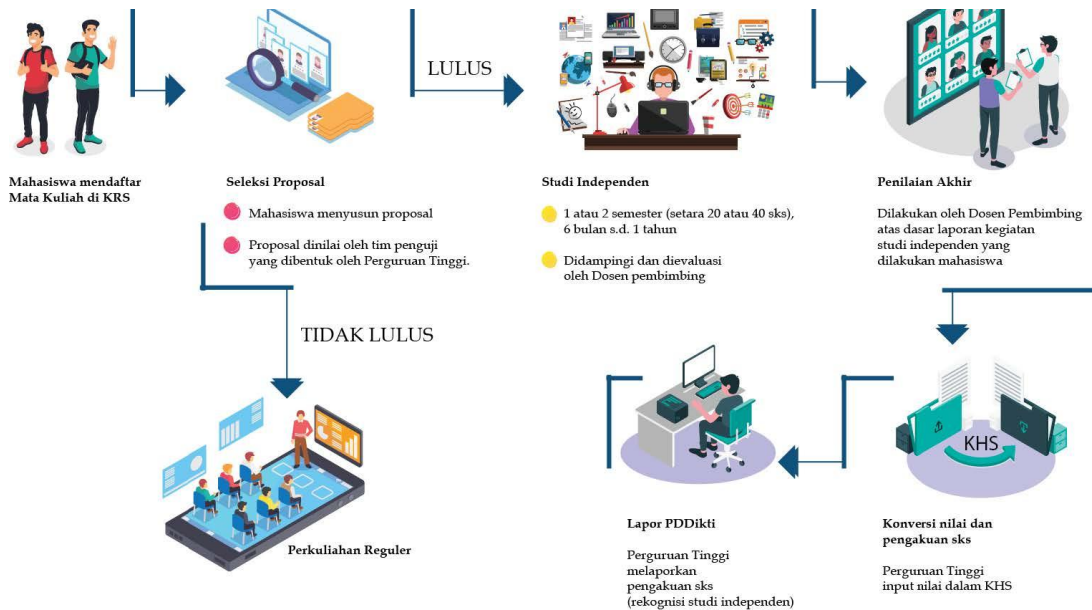 LULUS
Mahasiswa mendaftar
Mata Kuliah di KRS
Seleksi Proposal
Mahasiswa menyusun proposal
Proposal dinilai oleh tim penguji
yang dibentuk oleh Perguruan Tinggi.
Studi Independen
1 atau 2 semester (setara 20 atau 40 sks),
6 bulan s.d. 1 tahun
Didampingi dan dievaluasi
oleh Dosen pembimbing
Penilaian Akhir
Dilakukan oleh Dosen Pembimbing
atas dasar laporan kegiatan
studi independen yang
dilakukan mahasiswa
TIDAK LULUS
Perkuliahan Reguler
KHS
Konversi nilai dan
pengakuan sks
Perguruan Tinggi
input nilai dalam KHS
Lapor PDDikti
Perguruan Tinggi
melaporkan
pengakuan sks
(rekognisi studi independen)